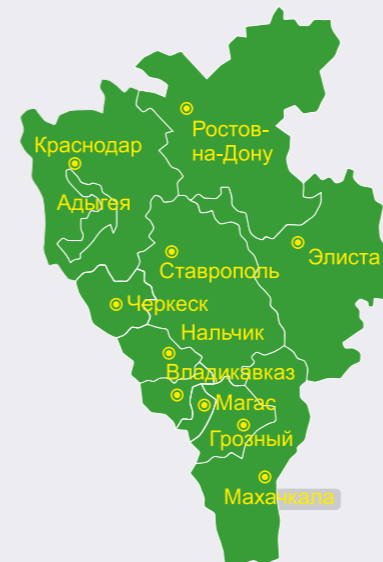 Ростов-
на-Дону
Краснодар
Адыгея
Элиста
Ставрополь
Черкеск
Нальчик
Владикавказ
Магас
Грозный
Махачкала